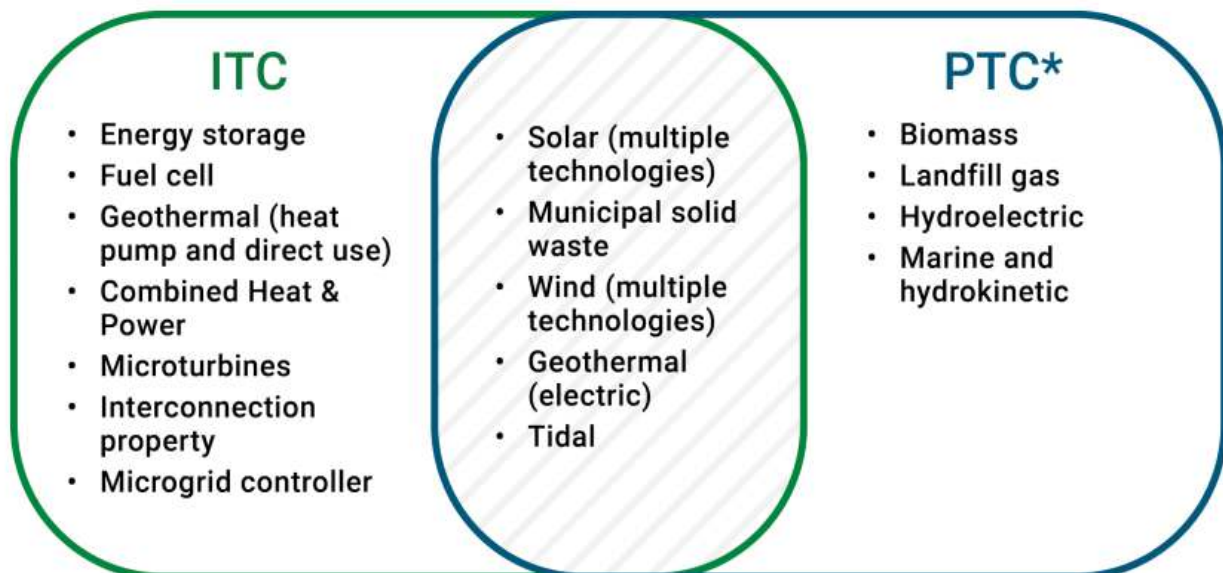 ITC
• Energy storage
• Fuel cell
• Geothermal (heat
pump and direct use)
• Combined Heat &
Power
• Microturbines
• Interconnection
property
• Microgrid controller
• Solar (multiple
technologies)
• Municipal solid
waste
• Wind (multiple
technologies)
• Geothermal
(electric)
• Tidal
PTC*
• Biomass
• Landfill gas
• Hydroelectric
• Marine and
hydrokinetic